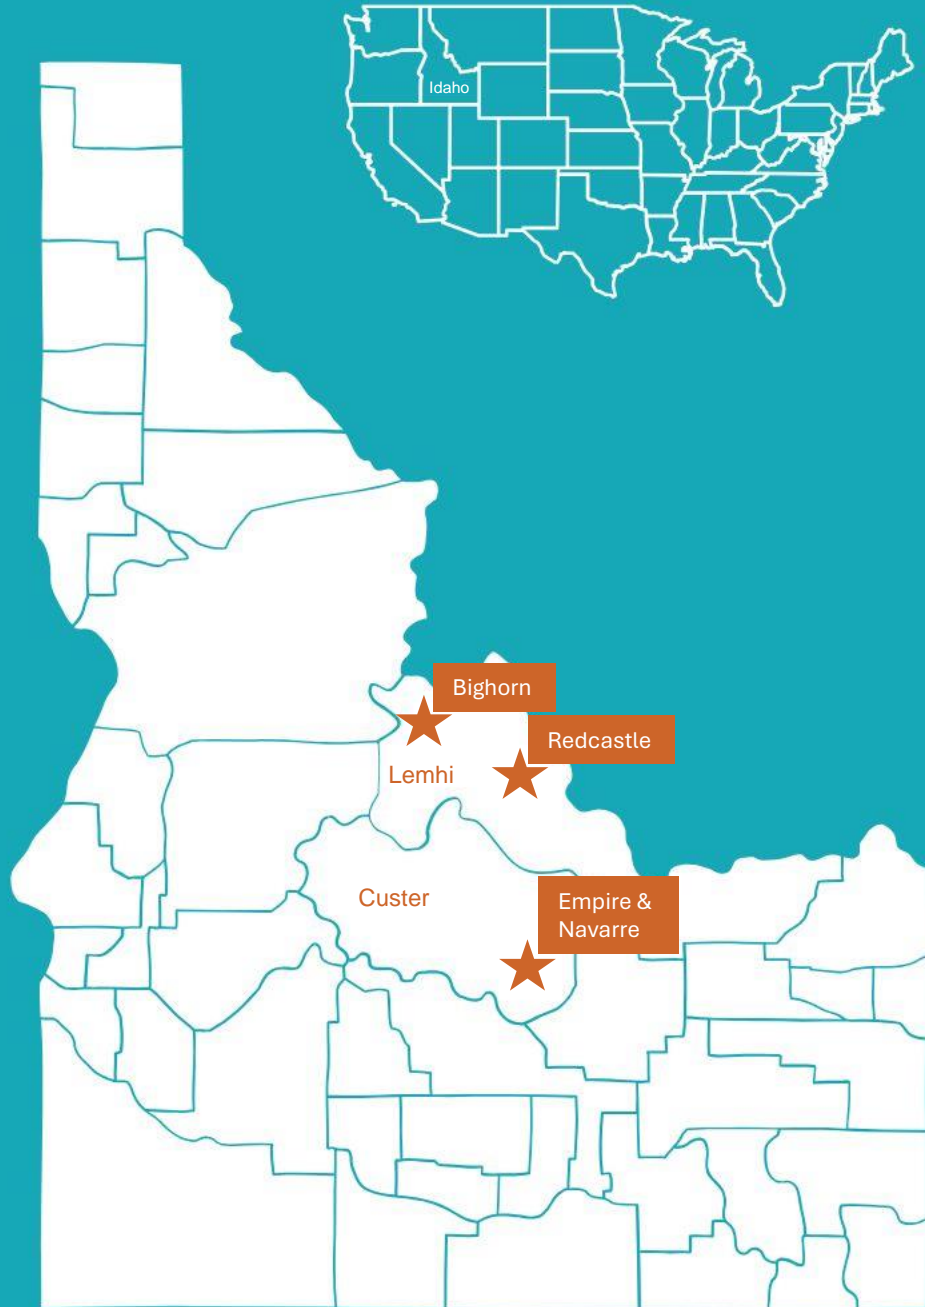 Idaho
Bighorn
Redcastle
Lemhi
Custer
Empire &
Navarre